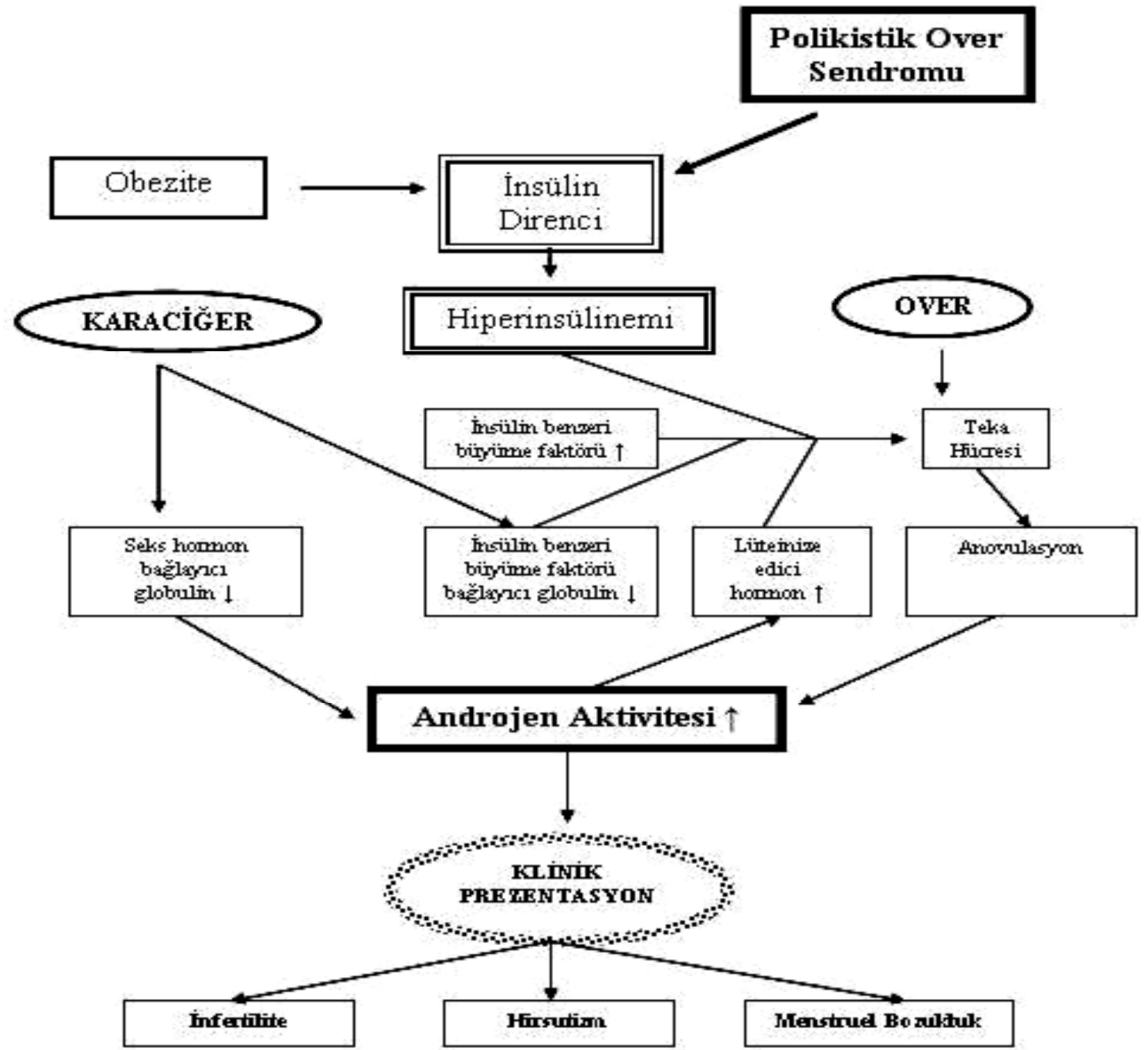 Polikistik Over
Sendromu
Obezite
İnsülin
Direnci
KARACİĞER
Hiperinsülinemi
OVER
İnsülin benzeri
büyüme faktörü ↑
Teka
Hücresi
Seks hormon
bağlayıcı
globulin ↓
İnsülin benzeri
büyüme faktörü
bağlayıcı globulin ↓
Lüteinize
edici
hormon ↑
Anovulasyon
Androjen Aktivitesi ↑
KLİNİK
PREZENTASYON
İnfertilite
Hirsutizm
Menstruel Bozukluk